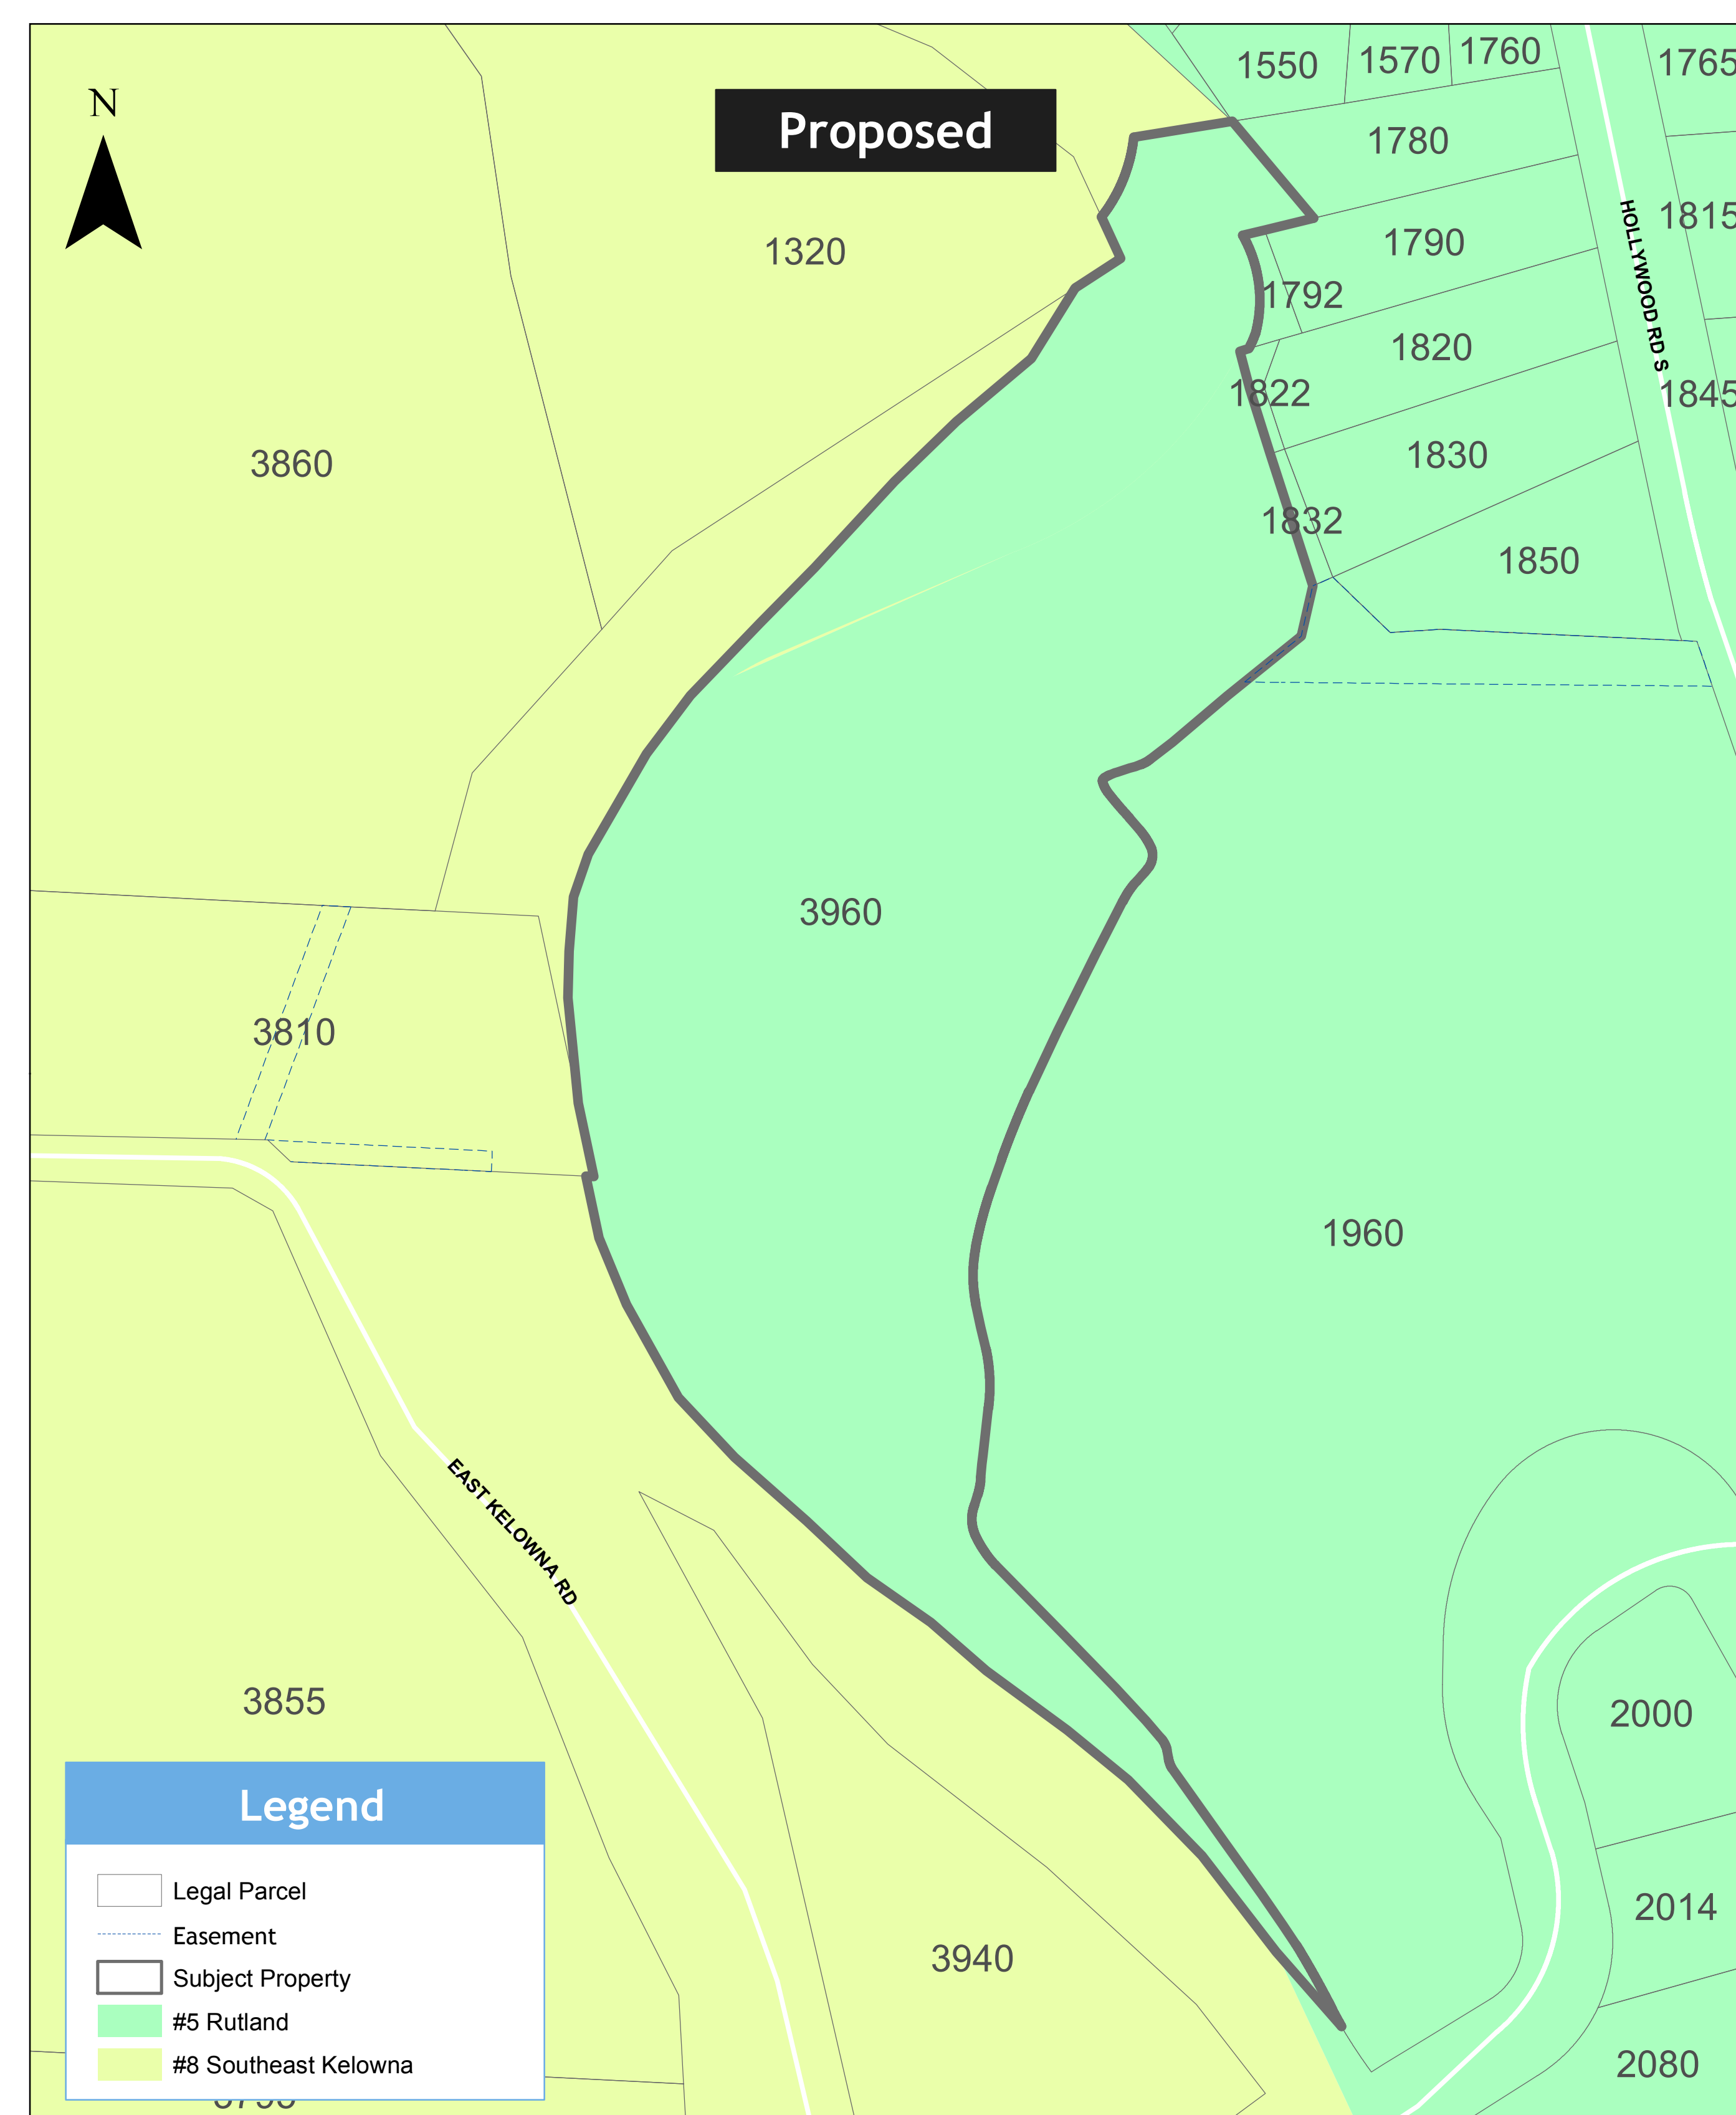 1550
1570
1760
1765
N
Proposed
1780
1320
1815
1790
HOLLYWOOD RD S
1792
1820
1822
1845
3860
1830
1832
1850
3960
3810
1960
EAST KELOWNA RD
3855
2000
Legend
Legal Parcel
Easement
Subject Property
#5 Rutland
#8 Southeast Kelowna
2014
3940
2080